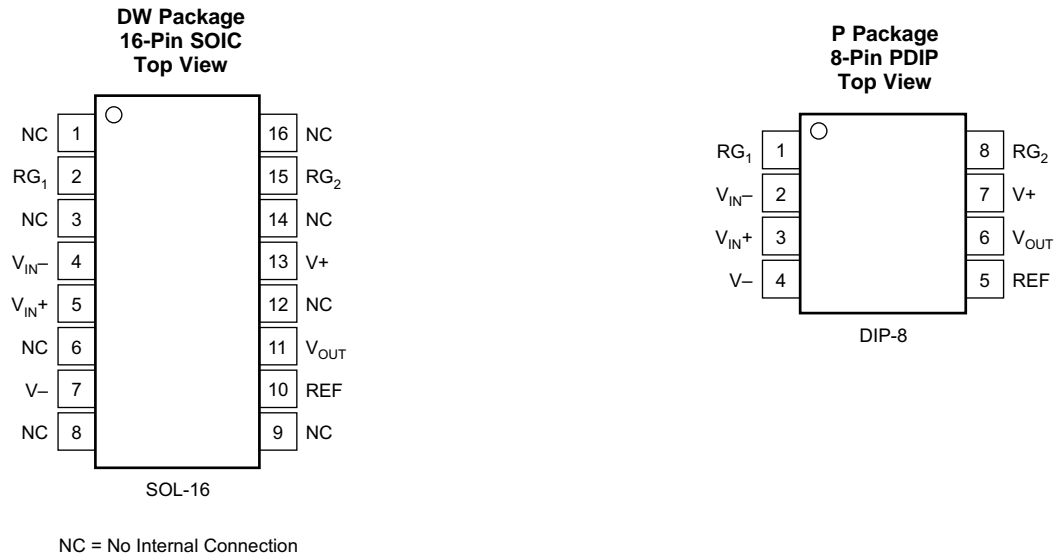 DW Package
16-Pin SOIC
Top View
NC 1 16 NC
RG1 2 15 RG2
NC 3 14 NC
VIN– 4 13 V+
VIN+ 5 12 NC
NC 6 11 VOUT
V– 7 10 REF
NC 8 9 NC
SOL-16
NC = No Internal Connection
P Package
8-Pin PDIP
Top View
RG1 1 8 RG2
VIN– 2 7 V+
VIN+ 3 6 VOUT
V– 4 5 REF
DIP-8